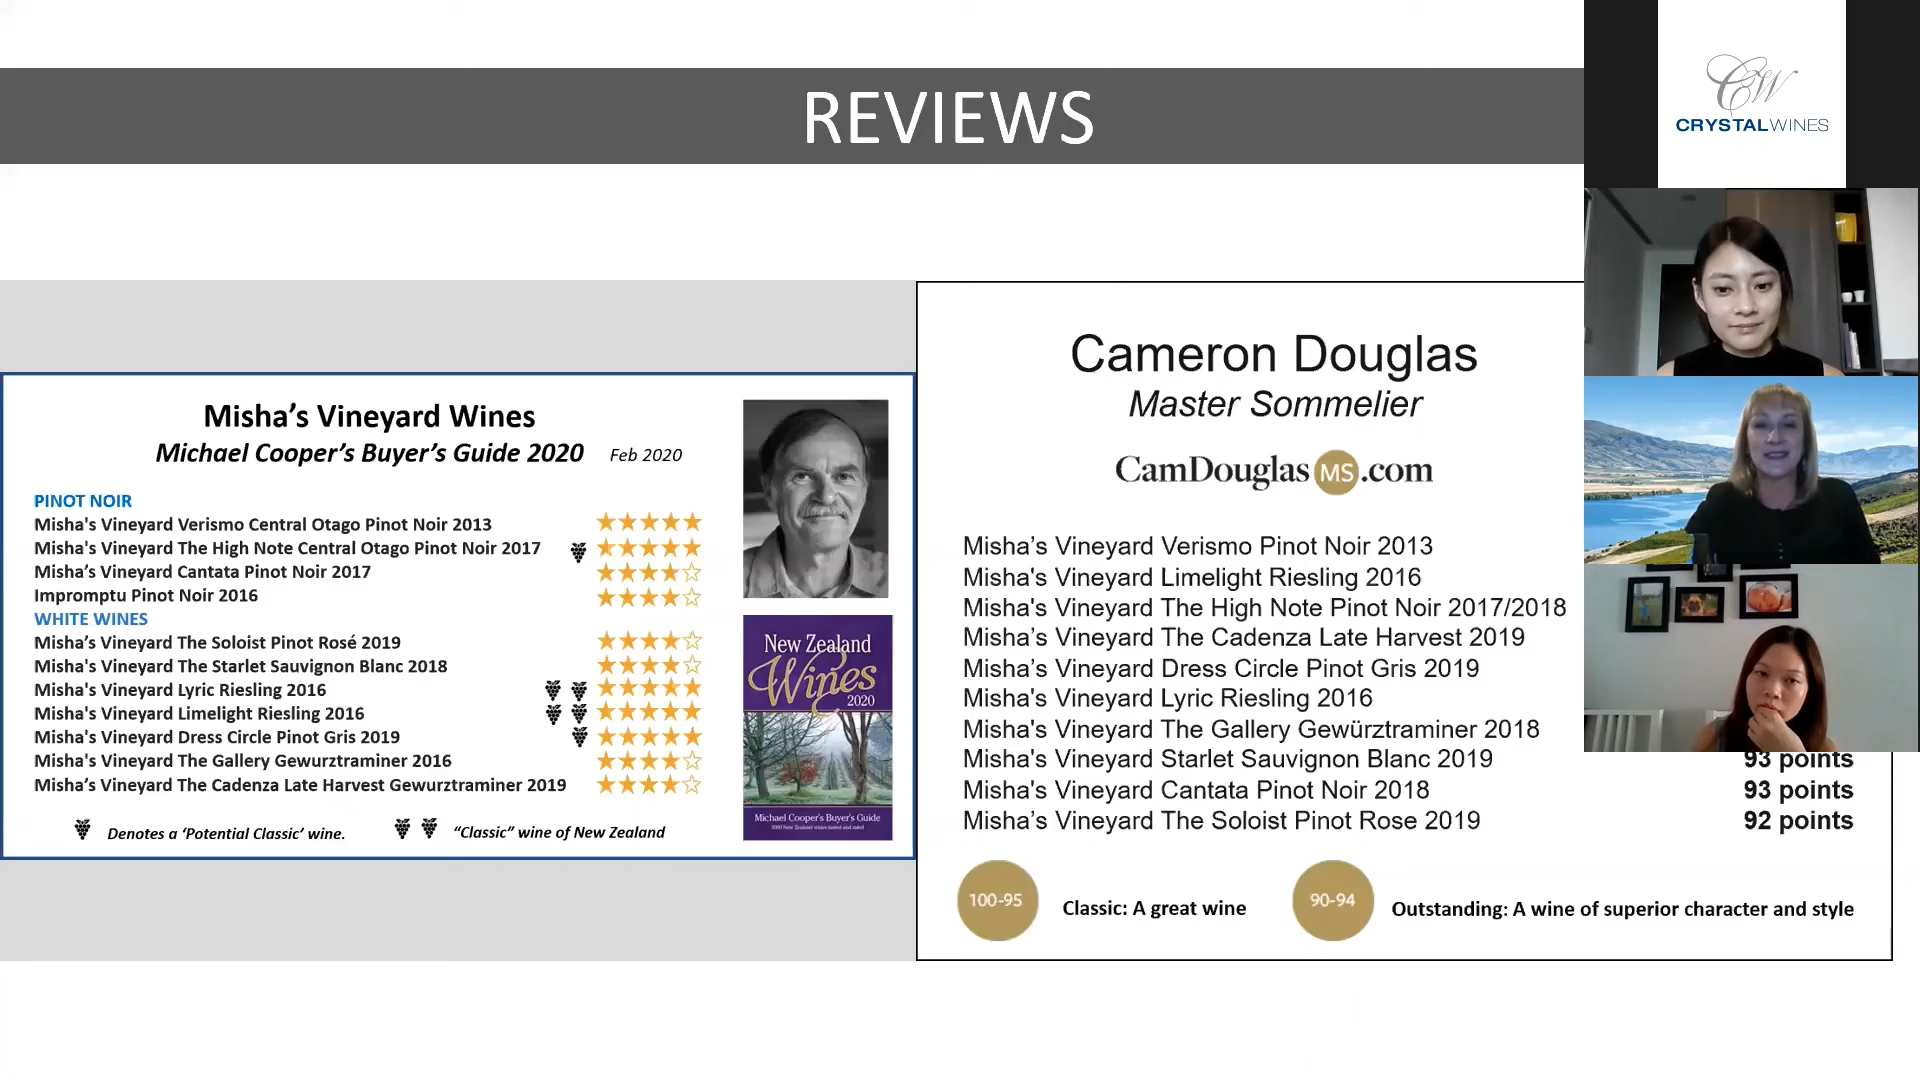 REVIEWS
CW
CRYSTALWINES
Misha’s Vineyard Wines
Michael Cooper’s Buyer’s Guide 2020 Feb 2020
PINOT NOIR
Misha's Vineyard Verismo Central Otago Pinot Noir 2013
Misha's Vineyard The High Note Central Otago Pinot Noir 2017
Misha’s Vineyard Cantata Pinot Noir 2017
Impromptu Pinot Noir 2016
WHITE WINES
Misha’s Vineyard The Soloist Pinot Rosé 2019
Misha's Vineyard The Starlet Sauvignon Blanc 2018
Misha's Vineyard Lyric Riesling 2016
Misha's Vineyard Limelight Riesling 2016
Misha's Vineyard Dress Circle Pinot Gris 2019
Misha's Vineyard The Gallery Gewurztraminer 2016
Misha’s Vineyard The Cadenza Late Harvest Gewurztraminer 2019
Denotes a ‘Potential Classic’ wine.
“Classic” wine of New Zealand
New Zealand
Wines
2020
Michael Cooper's Buyer's Guide
3000 New Zealand wines tasted and rated
Cameron Douglas
Master Sommelier
CamDouglas MS .com
Misha’s Vineyard Verismo Pinot Noir 2013
Misha's Vineyard Limelight Riesling 2016
Misha's Vineyard The High Note Pinot Noir 2017/2018
Misha’s Vineyard The Cadenza Late Harvest 2019
Misha’s Vineyard Dress Circle Pinot Gris 2019
Misha’s Vineyard Lyric Riesling 2016
Misha’s Vineyard The Gallery Gewürztraminer 2018
Misha's Vineyard Starlet Sauvignon Blanc 2019 93 points
Misha's Vineyard Cantata Pinot Noir 2018 93 points
Misha’s Vineyard The Soloist Pinot Rose 2019 92 points
100-95 Classic: A great wine
90-94 Outstanding: A wine of superior character and style